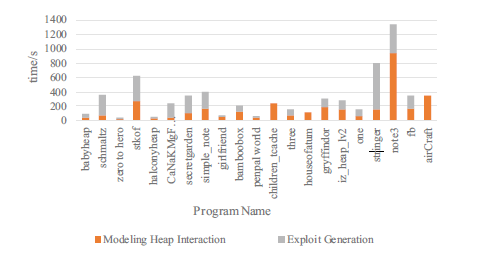 1400
1200
1000
800
600
400
200
0
time/s
babyheap
schmaltz
zero to hero
stkof
halconyheap
CaNaKMgF…
secretgarden
simple_note
girlfriend
bamboobox
penpal world
children_tcache
three
houseofatum
gryffindor
iz_heap_lv2
one
stringer
note3
fb
airCraft
Program Name
Modeling Heap Interaction
Exploit Generation